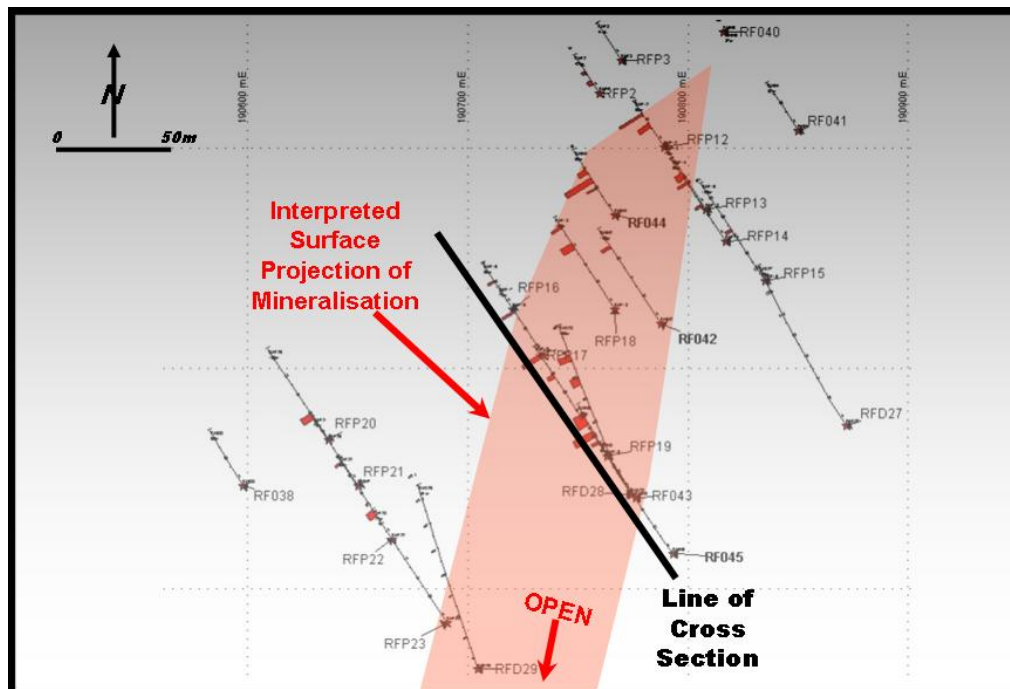 N
0 50m
190600 mE
190700 mE
190800 mE
190900 mE
RF040
RFP3
RFP2
RF041
RFP12
RFP13
RF044
RFP14
RFP15
Interpreted
Surface
Projection of
Mineralisation
RFP16
RFP18
RF042
RFP17
RFD27
RFP20
RFP19
RFP21
RF038
RFD28
RF043
RFP22
RF045
OPEN
Line of
Cross
Section
RFP23
RFD29